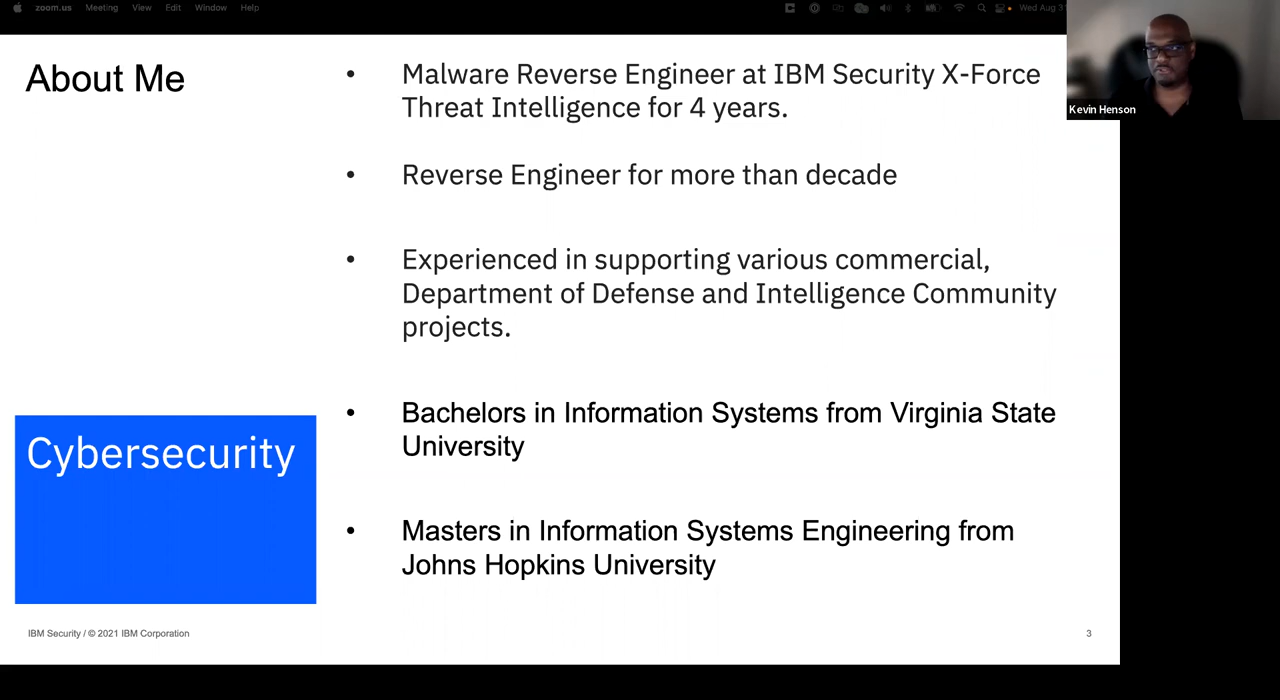 zoom.us Meeting View Edit Window Help
Wed Aug 31
About Me
• Malware Reverse Engineer at IBM Security X-Force
Threat Intelligence for 4 years.
• Reverse Engineer for more than decade
• Experienced in supporting various commercial,
Department of Defense and Intelligence Community
projects.
• Bachelors in Information Systems from Virginia State
University
• Masters in Information Systems Engineering from
Johns Hopkins University
Cybersecurity
IBM Security / © 2021 IBM Corporation
3
Kevin Henson